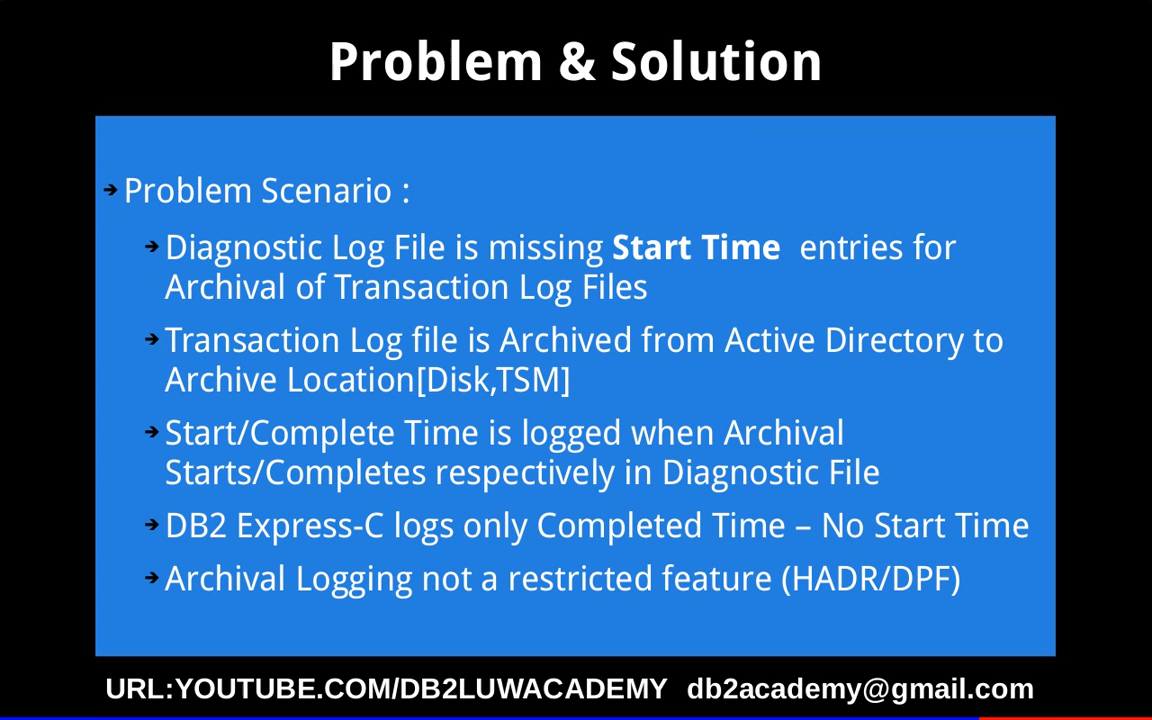 Problem & Solution
➔ Problem Scenario :
➔ Diagnostic Log File is missing Start Time entries for
Archival of Transaction Log Files
➔ Transaction Log file is Archived from Active Directory to
Archive Location[Disk,TSM]
➔ Start/Complete Time is logged when Archival
Starts/Completes respectively in Diagnostic File
➔ DB2 Express-C logs only Completed Time – No Start Time
➔ Archival Logging not a restricted feature (HADR/DPF)
URL:YOUTUBE.COM/DB2LUWACADEMY db2academy@gmail.com